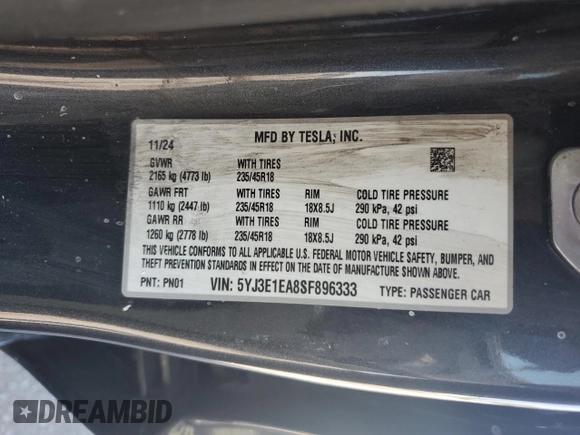 MFD BY TESLA, INC.
11/24
GVWR WITH TIRES
2165 kg (4773 lb) 235/45R18
GAWR FRT WITH TIRES RIM COLD TIRE PRESSURE
1110 kg (2447 lb) 235/45R18 18X8.5J 290 kPa, 42 psi
GAWR RR WITH TIRES RIM COLD TIRE PRESSURE
1260 kg (2778 lb) 235/45R18 18X8.5J 290 kPa, 42 psi
THIS VEHICLE CONFORMS TO ALL APPLICABLE U.S. FEDERAL MOTOR VEHICLE SAFETY, BUMPER, AND
THEFT PREVENTION STANDARDS IN EFFECT ON THE DATE OF MANUFACTURE SHOWN ABOVE.
PNT: PN01 VIN: 5YJ3E1EA8SF896333 TYPE: PASSENGER CAR
DREAMBID